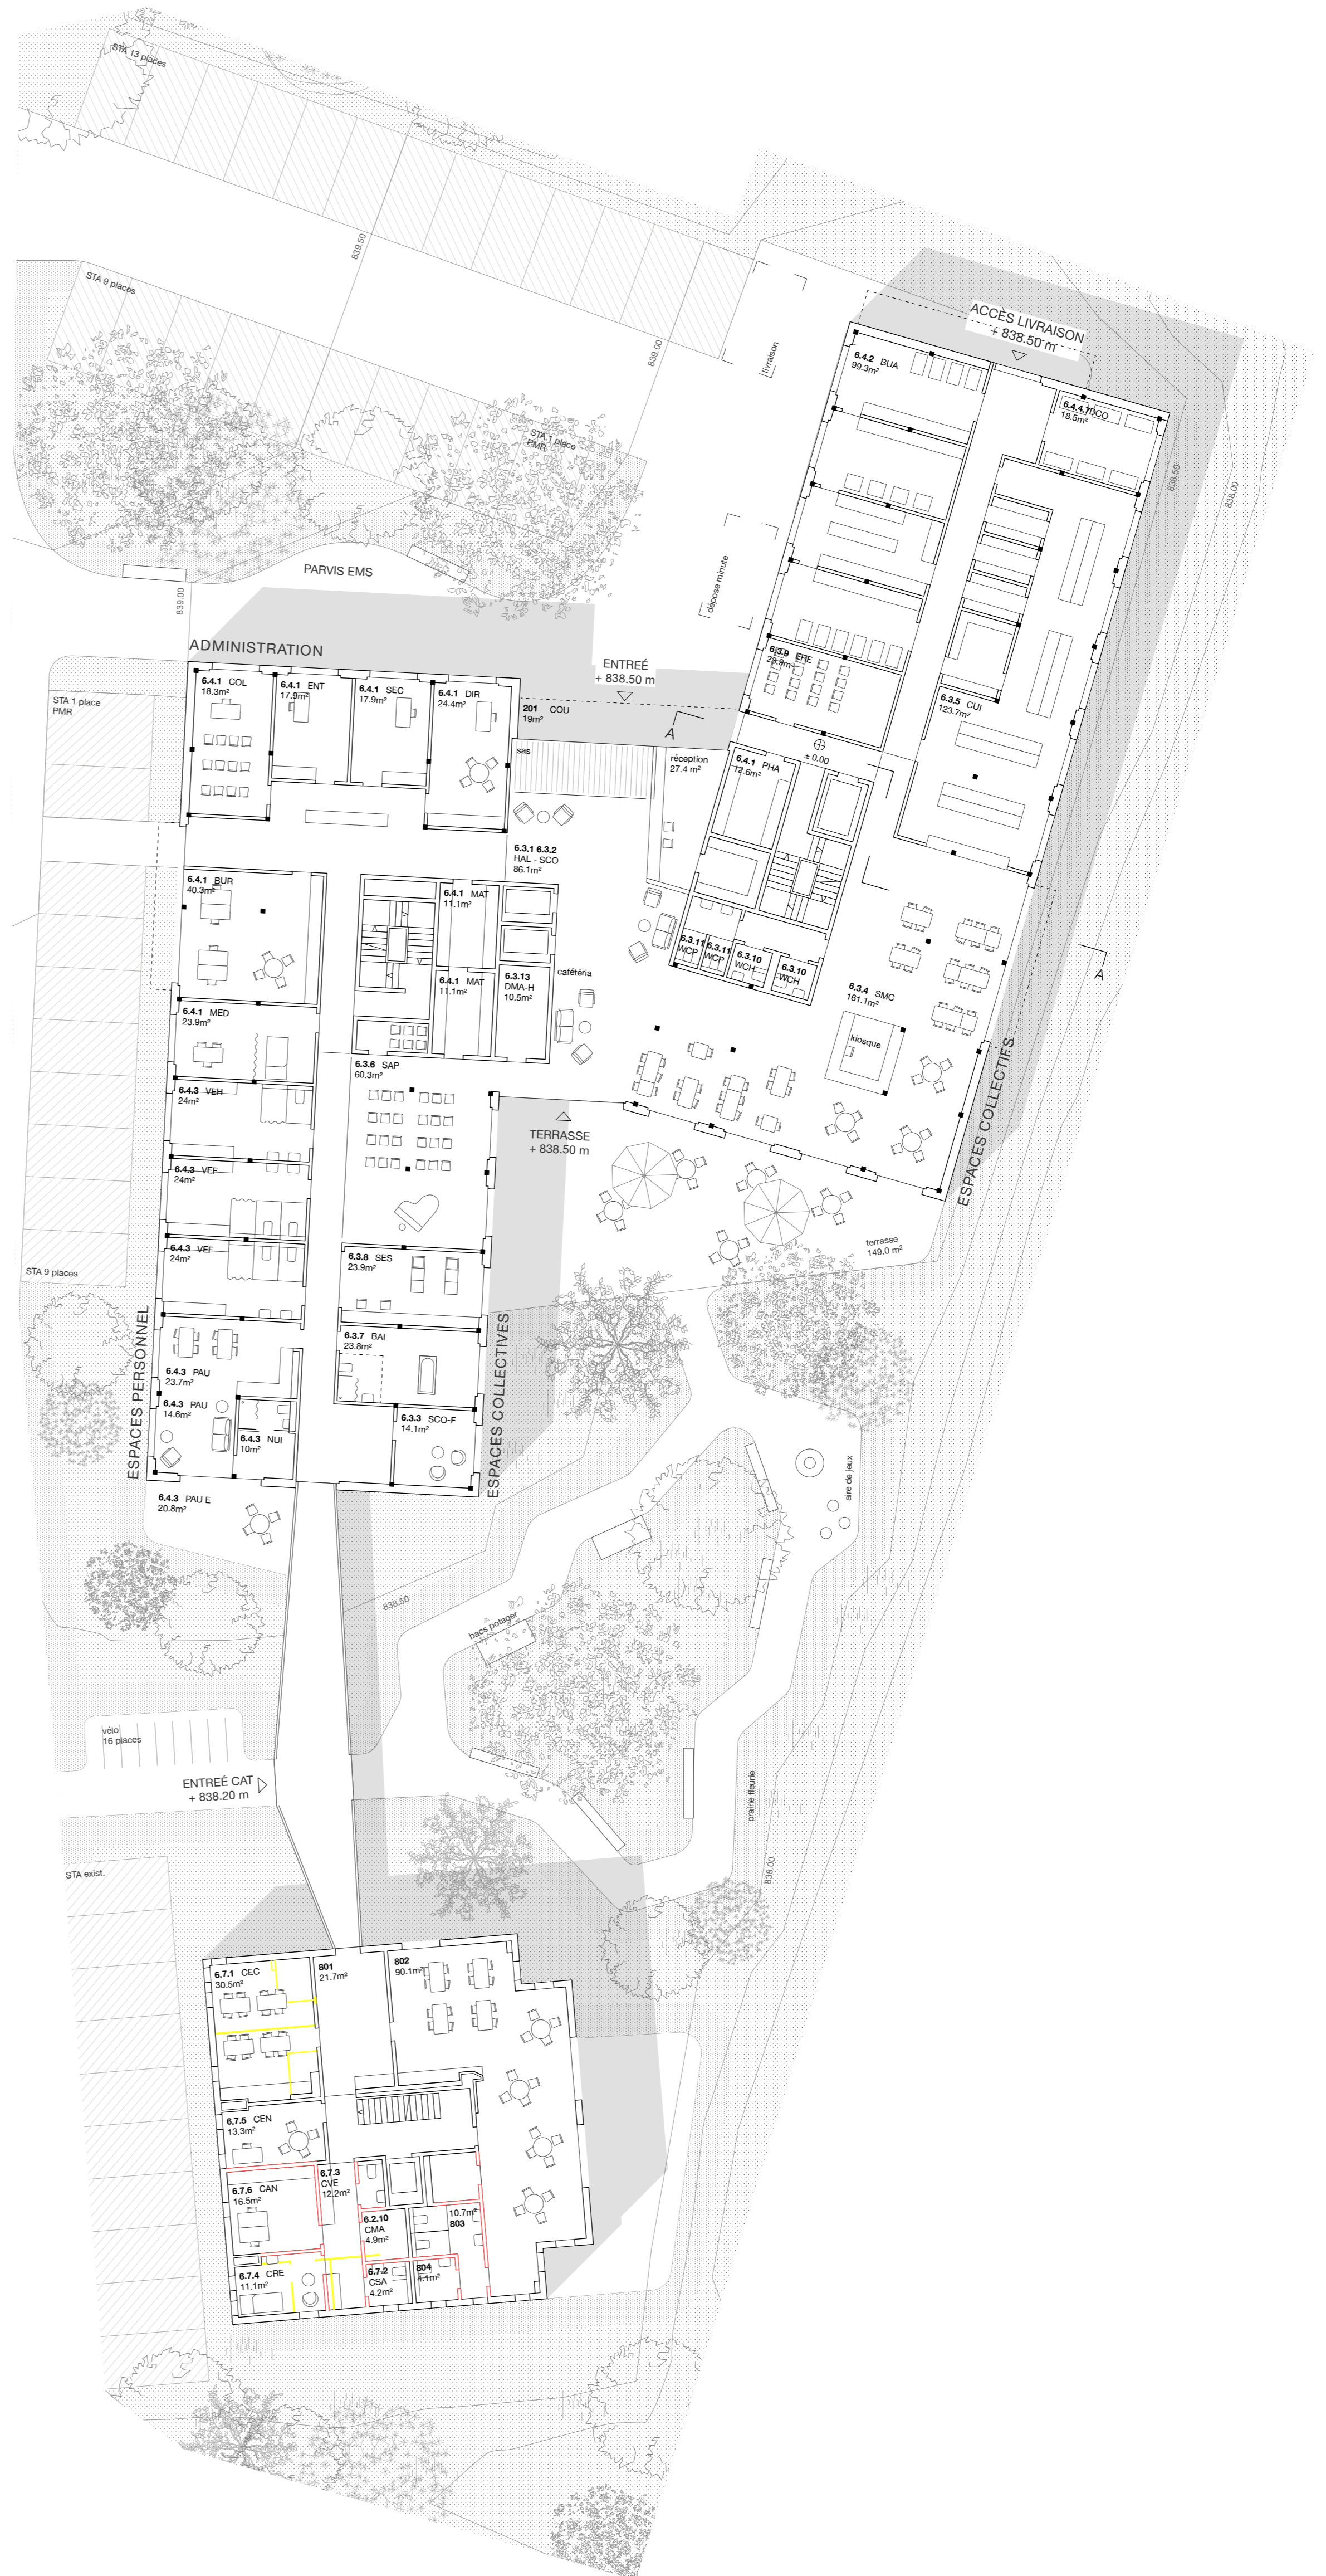 STA 13 places
839.50
STA 9 places
839.00
livraison
ACCÈS LIVRAISON
+ 838.50 m
6.4.2 BUA
99.3m²
6.4.4.7 DCO
18.5m²
838.50
838.00
STA 1 place
PMR
PARVIS EMS
dépose minute
839.00
ADMINISTRATION
ENTREÉ
+ 838.50 m
6.3.9 ERE
23.9m²
6.3.5 CUI
123.7m²
STA 1 place
PMR
6.4.1 COL
18.3m²
6.4.1 ENT
17.9m²
6.4.1 SEC
17.9m²
6.4.1 DIR
24.4m²
201 COU
19m²
A
sas
réception
27.4 m²
± 0.00
6.4.1 PHA
12.6m²
6.3.1 6.3.2
HAL - SCO
86.1m²
6.4.1 BUR
40.3m²
6.4.1 MAT
11.1m²
6.4.1 MAT
11.1m²
6.3.13
DMA-H
10.5m²
cafétéria
6.3.11
WCP
6.3.11
WCP
6.3.10
WCH
6.3.10
WCH
A
6.3.4 SMC
161.1m²
kiosque
6.4.1 MED
23.9m²
6.3.6 SAP
60.3m²
6.4.3 VEH
24m²
TERRASSE
+ 838.50 m
ESPACES COLLECTIFS
6.4.3 VEF
24m²
6.4.3 VEF
24m²
terrasse
149.0 m²
6.3.8 SES
23.9m²
STA 9 places
ESPACES PERSONNEL
6.3.7 BAI
23.8m²
ESPACES COLLECTIVES
6.4.3 PAU
23.7m²
6.4.3 PAU
14.6m²
6.4.3 NUI
10m²
6.3.3 SCO-F
14.1m²
6.4.3 PAU E
20.8m²
aire de jeux
838.50
bacs potager
vélo
16 places
ENTREÉ CAT
+ 838.20 m
prairie fleurie
838.00
STA exist.
6.7.1 CEC
30.5m²
801
21.7m²
802
90.1m²
6.7.5 CEN
13.3m²
6.7.6 CAN
16.5m²
6.7.3
CVE
12.2m²
6.2.10
CMA
4.9m²
10.7m²
803
6.7.4 CRE
11.1m²
6.7.2
CSA
4.2m²
804
4.1m²